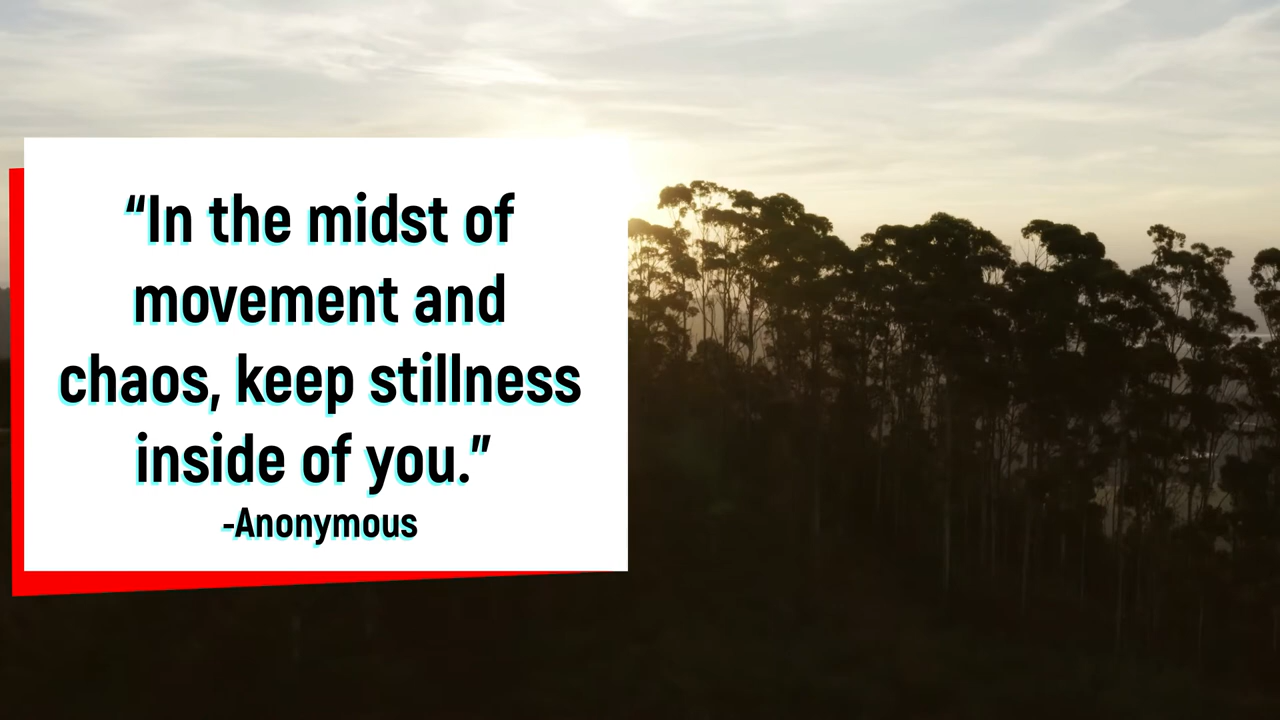 “In the midst of
movement and
chaos, keep stillness
inside of you.”
-Anonymous